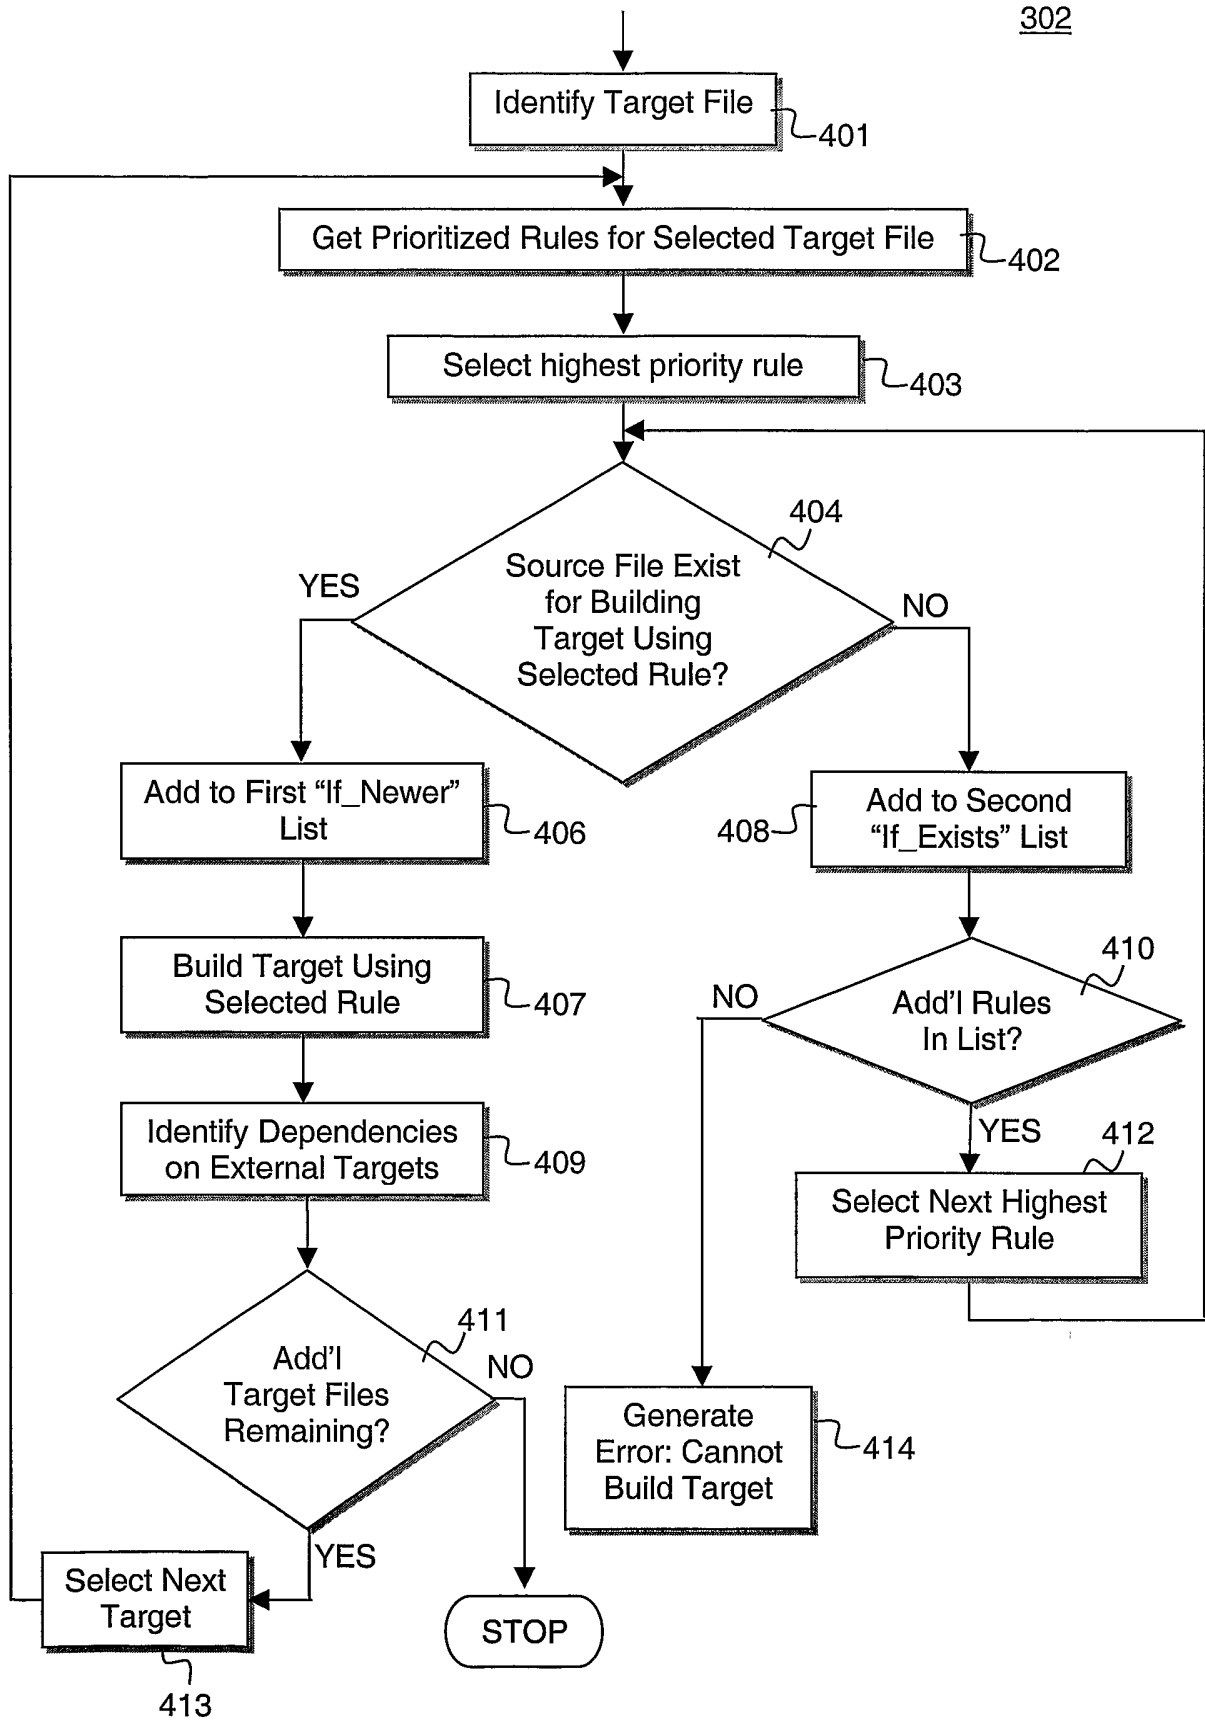 302
Identify Target File
401
Get Prioritized Rules for Selected Target File
402
Select highest priority rule
403
404
Source File Exist
for Building
Target Using
Selected Rule?
YES
NO
Add to First “If_Newer”
List
406
Add to Second
“If_Exists” List
408
Build Target Using
Selected Rule
407
410
Add'l Rules
In List?
NO
YES
Identify Dependencies
on External Targets
409
412
Select Next Highest
Priority Rule
411
Add'l
Target Files
Remaining?
NO
YES
Generate
Error: Cannot
Build Target
414
Select Next
Target
413
STOP